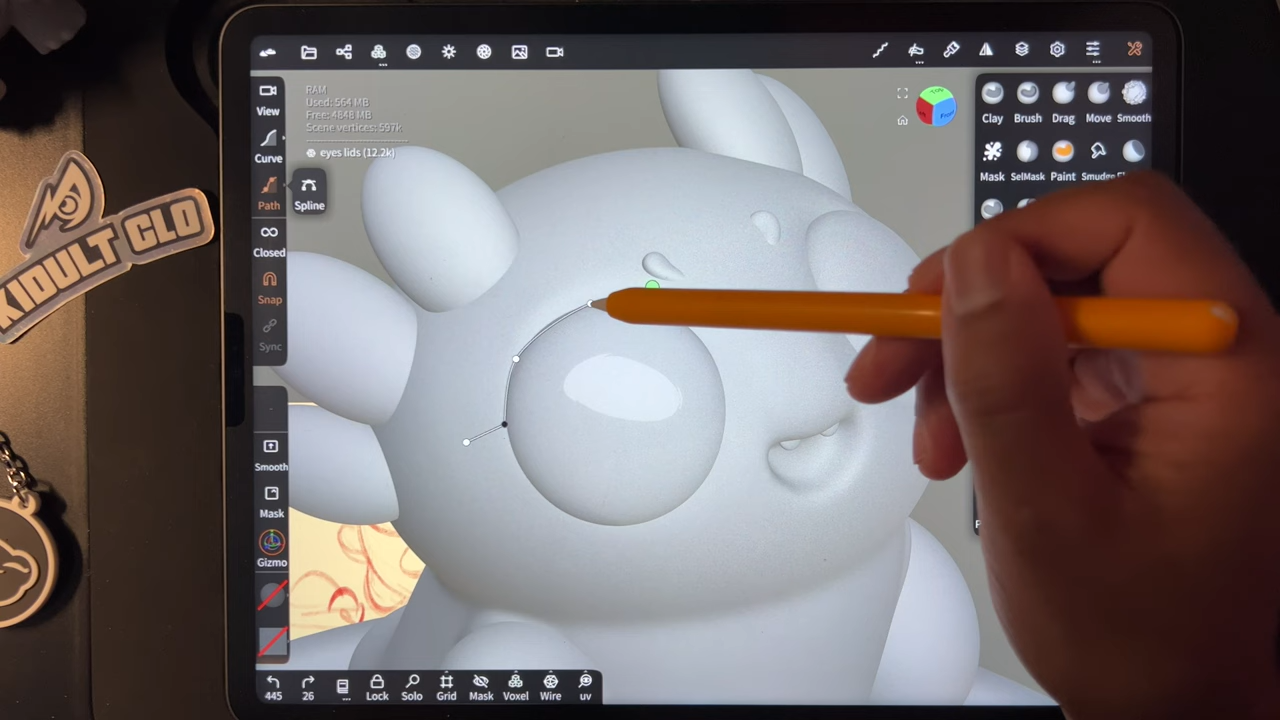 RAM
Used: 564 MB
Free: 4848 MB
Scene vertices: 597k
eyes lids (12.2k)
View
Curve
Path
Spline
Closed
Snap
Sync
Smooth
Mask
Gizmo
445
26
Lock
Solo
Grid
Mask
Voxel
Wire
uv
Clay
Brush
Drag
Move
Smooth
Mask
SelMask
Paint
Smudge
KIDULT CLO